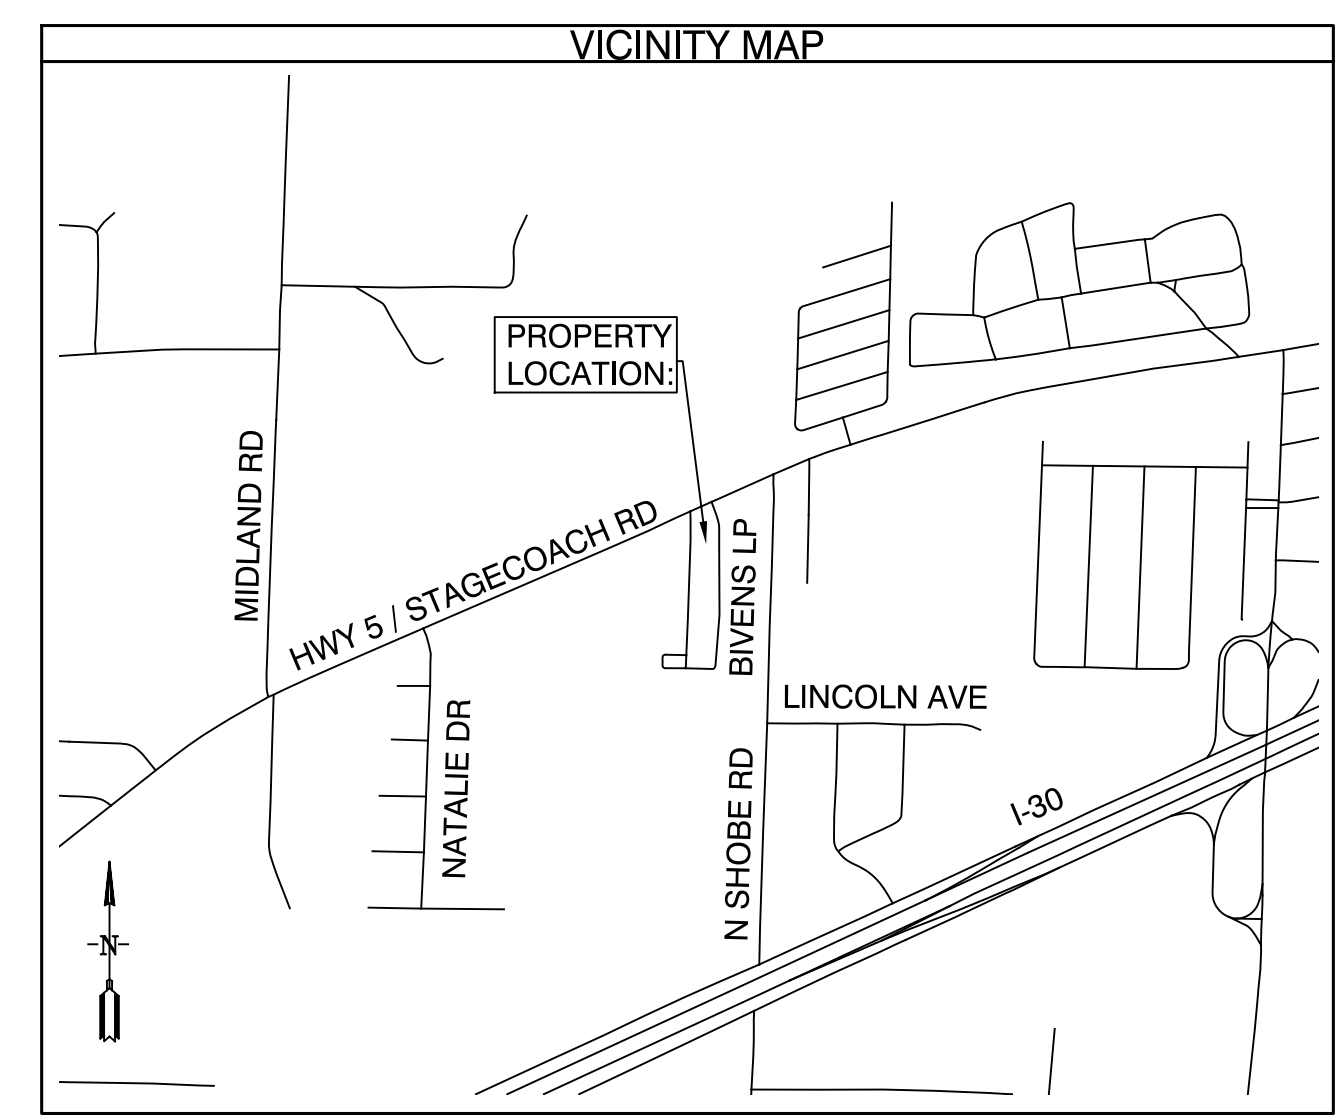 VICINITY MAP
PROPERTY
LOCATION:
MIDLAND RD
HWY 5 / STAGECOACH RD
BIVENS LP
LINCOLN AVE
NATALIE DR
N SHOBE RD
I-30
-N-